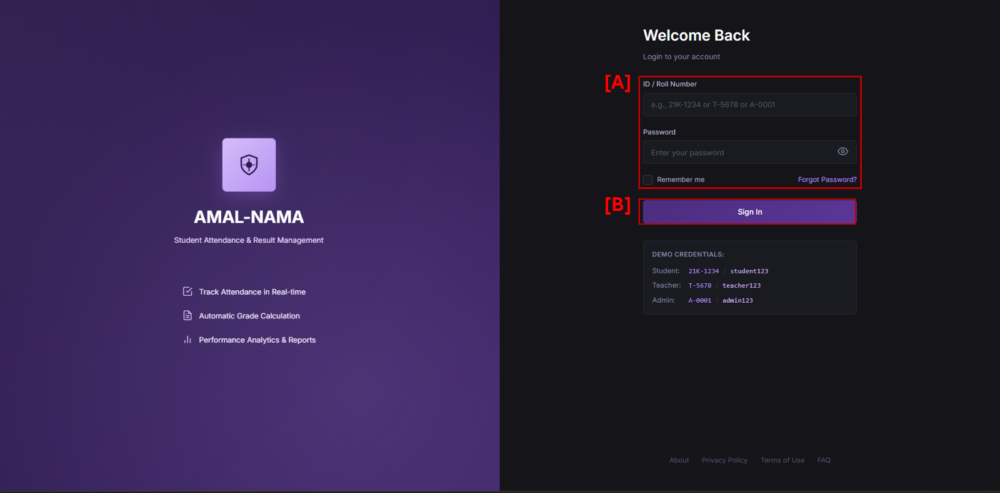 AMAL-NAMA
Student Attendance & Result Management
Track Attendance in Real-time
Automatic Grade Calculation
Performance Analytics & Reports
Welcome Back
Login to your account
[A]
ID / Roll Number
e.g., 21K-1234 or T-5678 or A-0001
Password
Enter your password
Remember me Forgot Password?
[B]
Sign In
DEMO CREDENTIALS:
Student: 21K-1234 / student123
Teacher: T-5678 / teacher123
Admin: A-0001 / admin123
About Privacy Policy Terms of Use FAQ